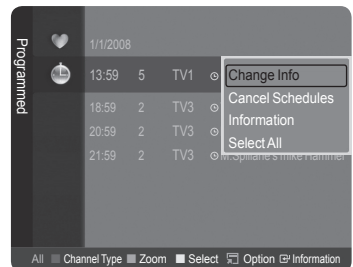 Programmed
1/1/2008
13:59 5 TV1
18:59 2 TV3
20:59 2 TV3
21:59 2 TV3 M.Spillane's mike Hammer
Change Info
Cancel Schedules
Information
Select All
All Channel Type Zoom Select Option Information